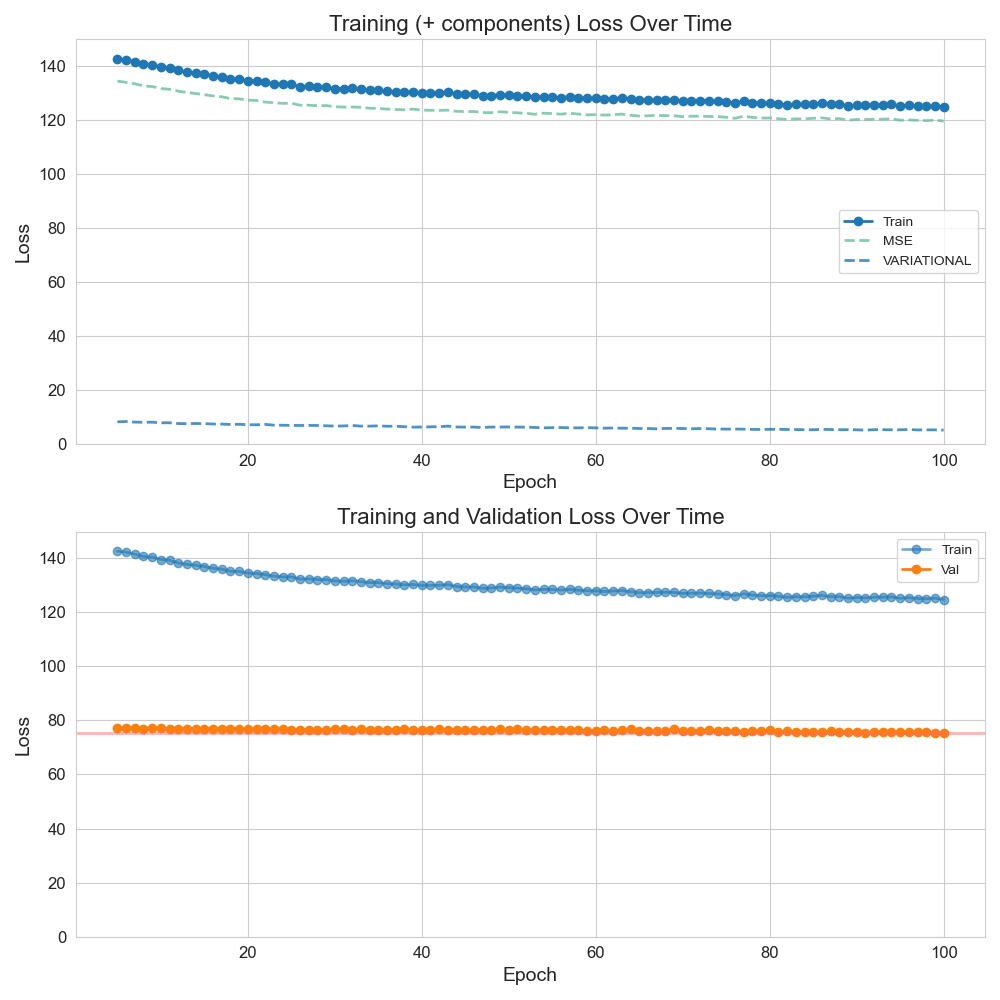 Training (+ components) Loss Over Time
140
120
100
80
60
40
20
0
Loss
Train
MSE
VARIATIONAL
20 40 60 80 100
Epoch
Training and Validation Loss Over Time
140
120
100
80
60
40
20
0
Loss
Train
Val
20 40 60 80 100
Epoch